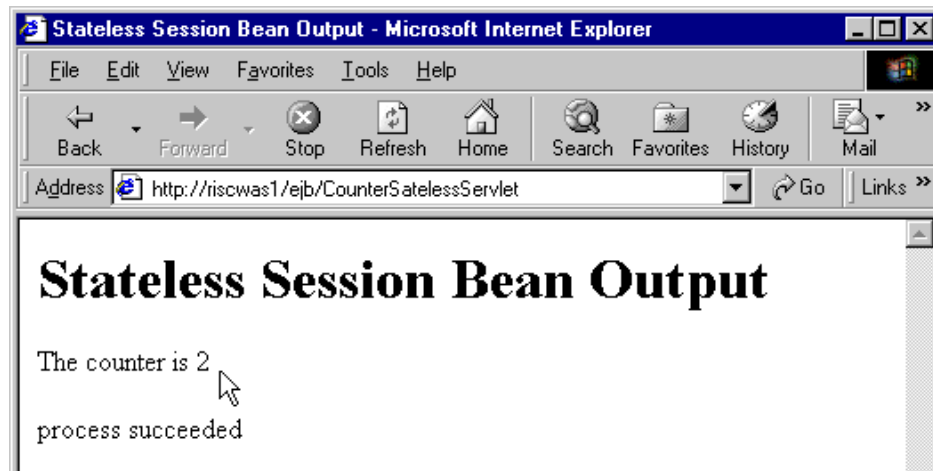 Stateless Session Bean Output - Microsoft Internet Explorer
File Edit View Favorites Tools Help
Back Forward Stop Refresh Home Search Favorites History Mail »
Address http://riscwas1/ejb/CounterSatelessServlet Go Links »
Stateless Session Bean Output
The counter is 2
process succeeded